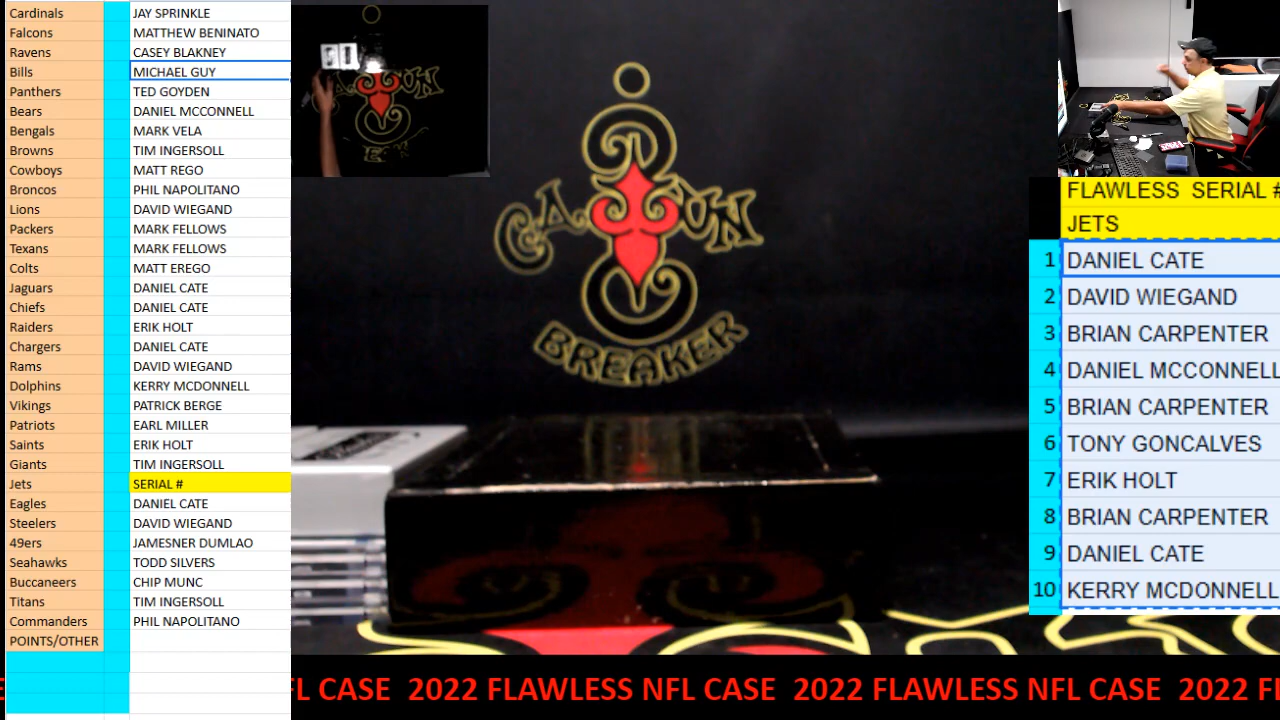 Cardinals JAY SPRINKLE
Falcons MATTHEW BENINATO
Ravens CASEY BLAKNEY
Bills MICHAEL GUY
Panthers TED GOYDEN
Bears DANIEL MCCONNELL
Bengals MARK VELA
Browns TIM INGERSOLL
Cowboys MATT REGO
Broncos PHIL NAPOLITANO
Lions DAVID WIEGAND
Packers MARK FELLOWS
Texans MARK FELLOWS
Colts MATT EREGO
Jaguars DANIEL CATE
Chiefs DANIEL CATE
Raiders ERIK HOLT
Chargers DANIEL CATE
Rams DAVID WIEGAND
Dolphins KERRY MCDONNELL
Vikings PATRICK BERGE
Patriots EARL MILLER
Saints ERIK HOLT
Giants TIM INGERSOLL
Jets SERIAL #
Eagles DANIEL CATE
Steelers DAVID WIEGAND
49ers JAMESNER DUMLAO
Seahawks TODD SILVERS
Buccaneers CHIP MUNC
Titans TIM INGERSOLL
Commanders PHIL NAPOLITANO
POINTS/OTHER
CAJUN
BREAKER
FLAWLESS SERIAL #
JETS
1 DANIEL CATE
2 DAVID WIEGAND
3 BRIAN CARPENTER
4 DANIEL MCCONNELL
5 BRIAN CARPENTER
6 TONY GONCALVES
7 ERIK HOLT
8 BRIAN CARPENTER
9 DANIEL CATE
10 KERRY MCDONNELL
FL CASE 2022 FLAWLESS NFL CASE 2022 FLAWLESS NFL CASE 2022 F